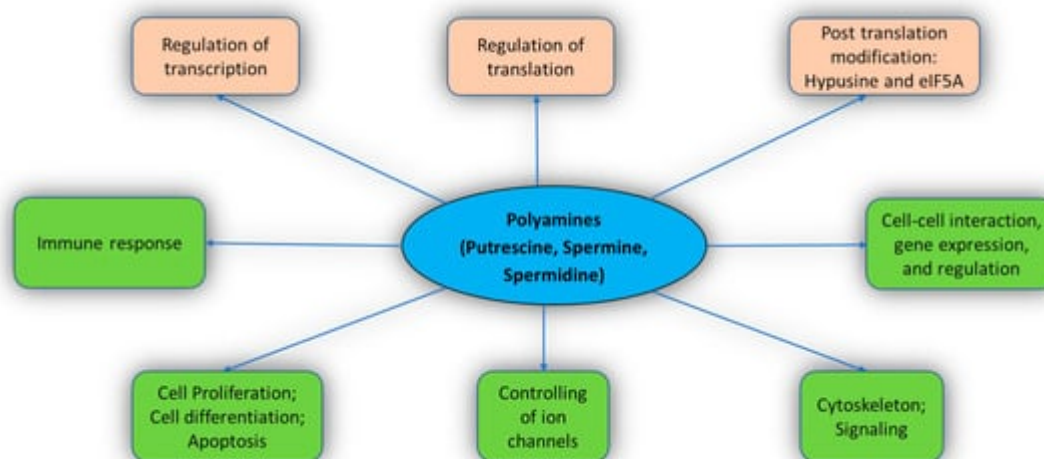 Regulation of
transcription
Regulation of
translation
Post translation
modification:
Hypusine and eIF5A
Polyamines
(Putrescine, Spermine,
Spermidine)
Immune response
Cell-cell interaction,
gene expression,
and regulation
Cell Proliferation;
Cell differentiation;
Apoptosis
Controlling
of ion
channels
Cytoskeleton;
Signaling